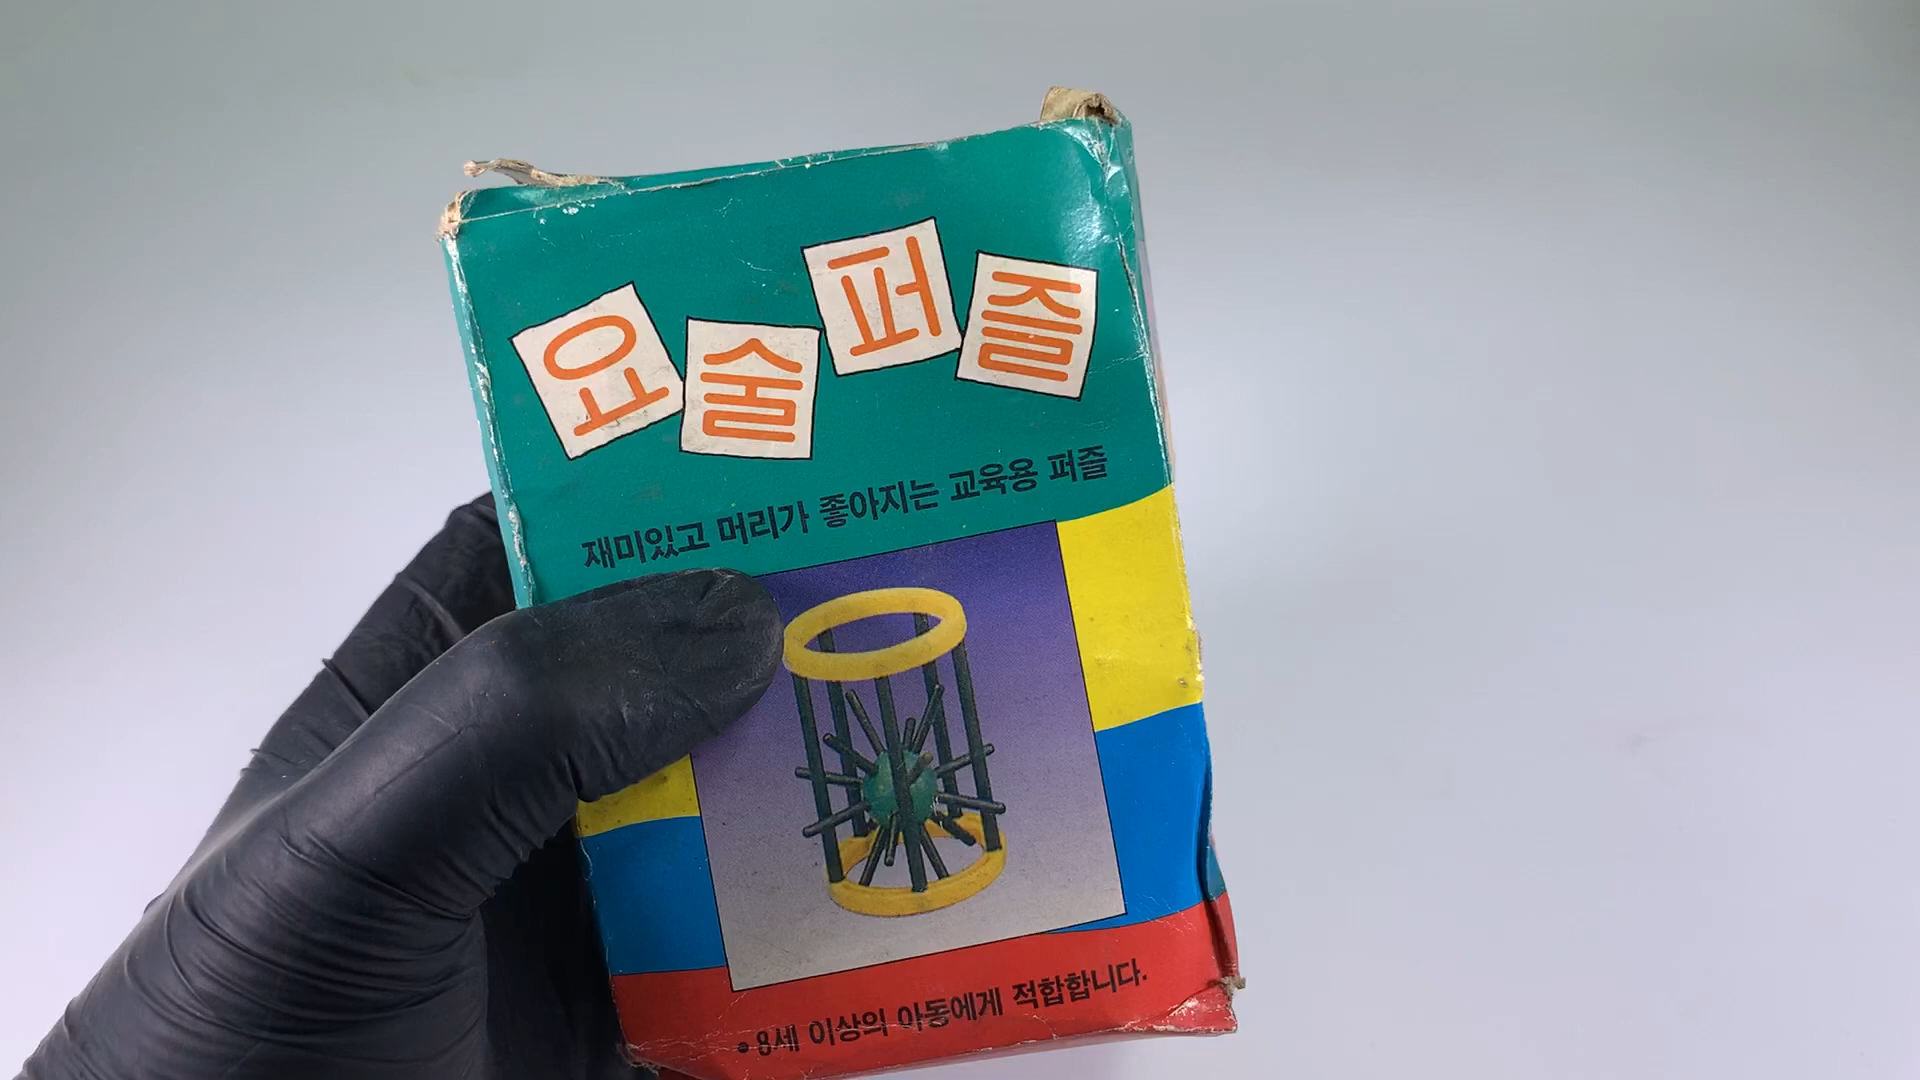 요술퍼즐
재미있고 머리가 좋아지는 교육용 퍼즐
• 8세 이상의 아동에게 적합합니다.